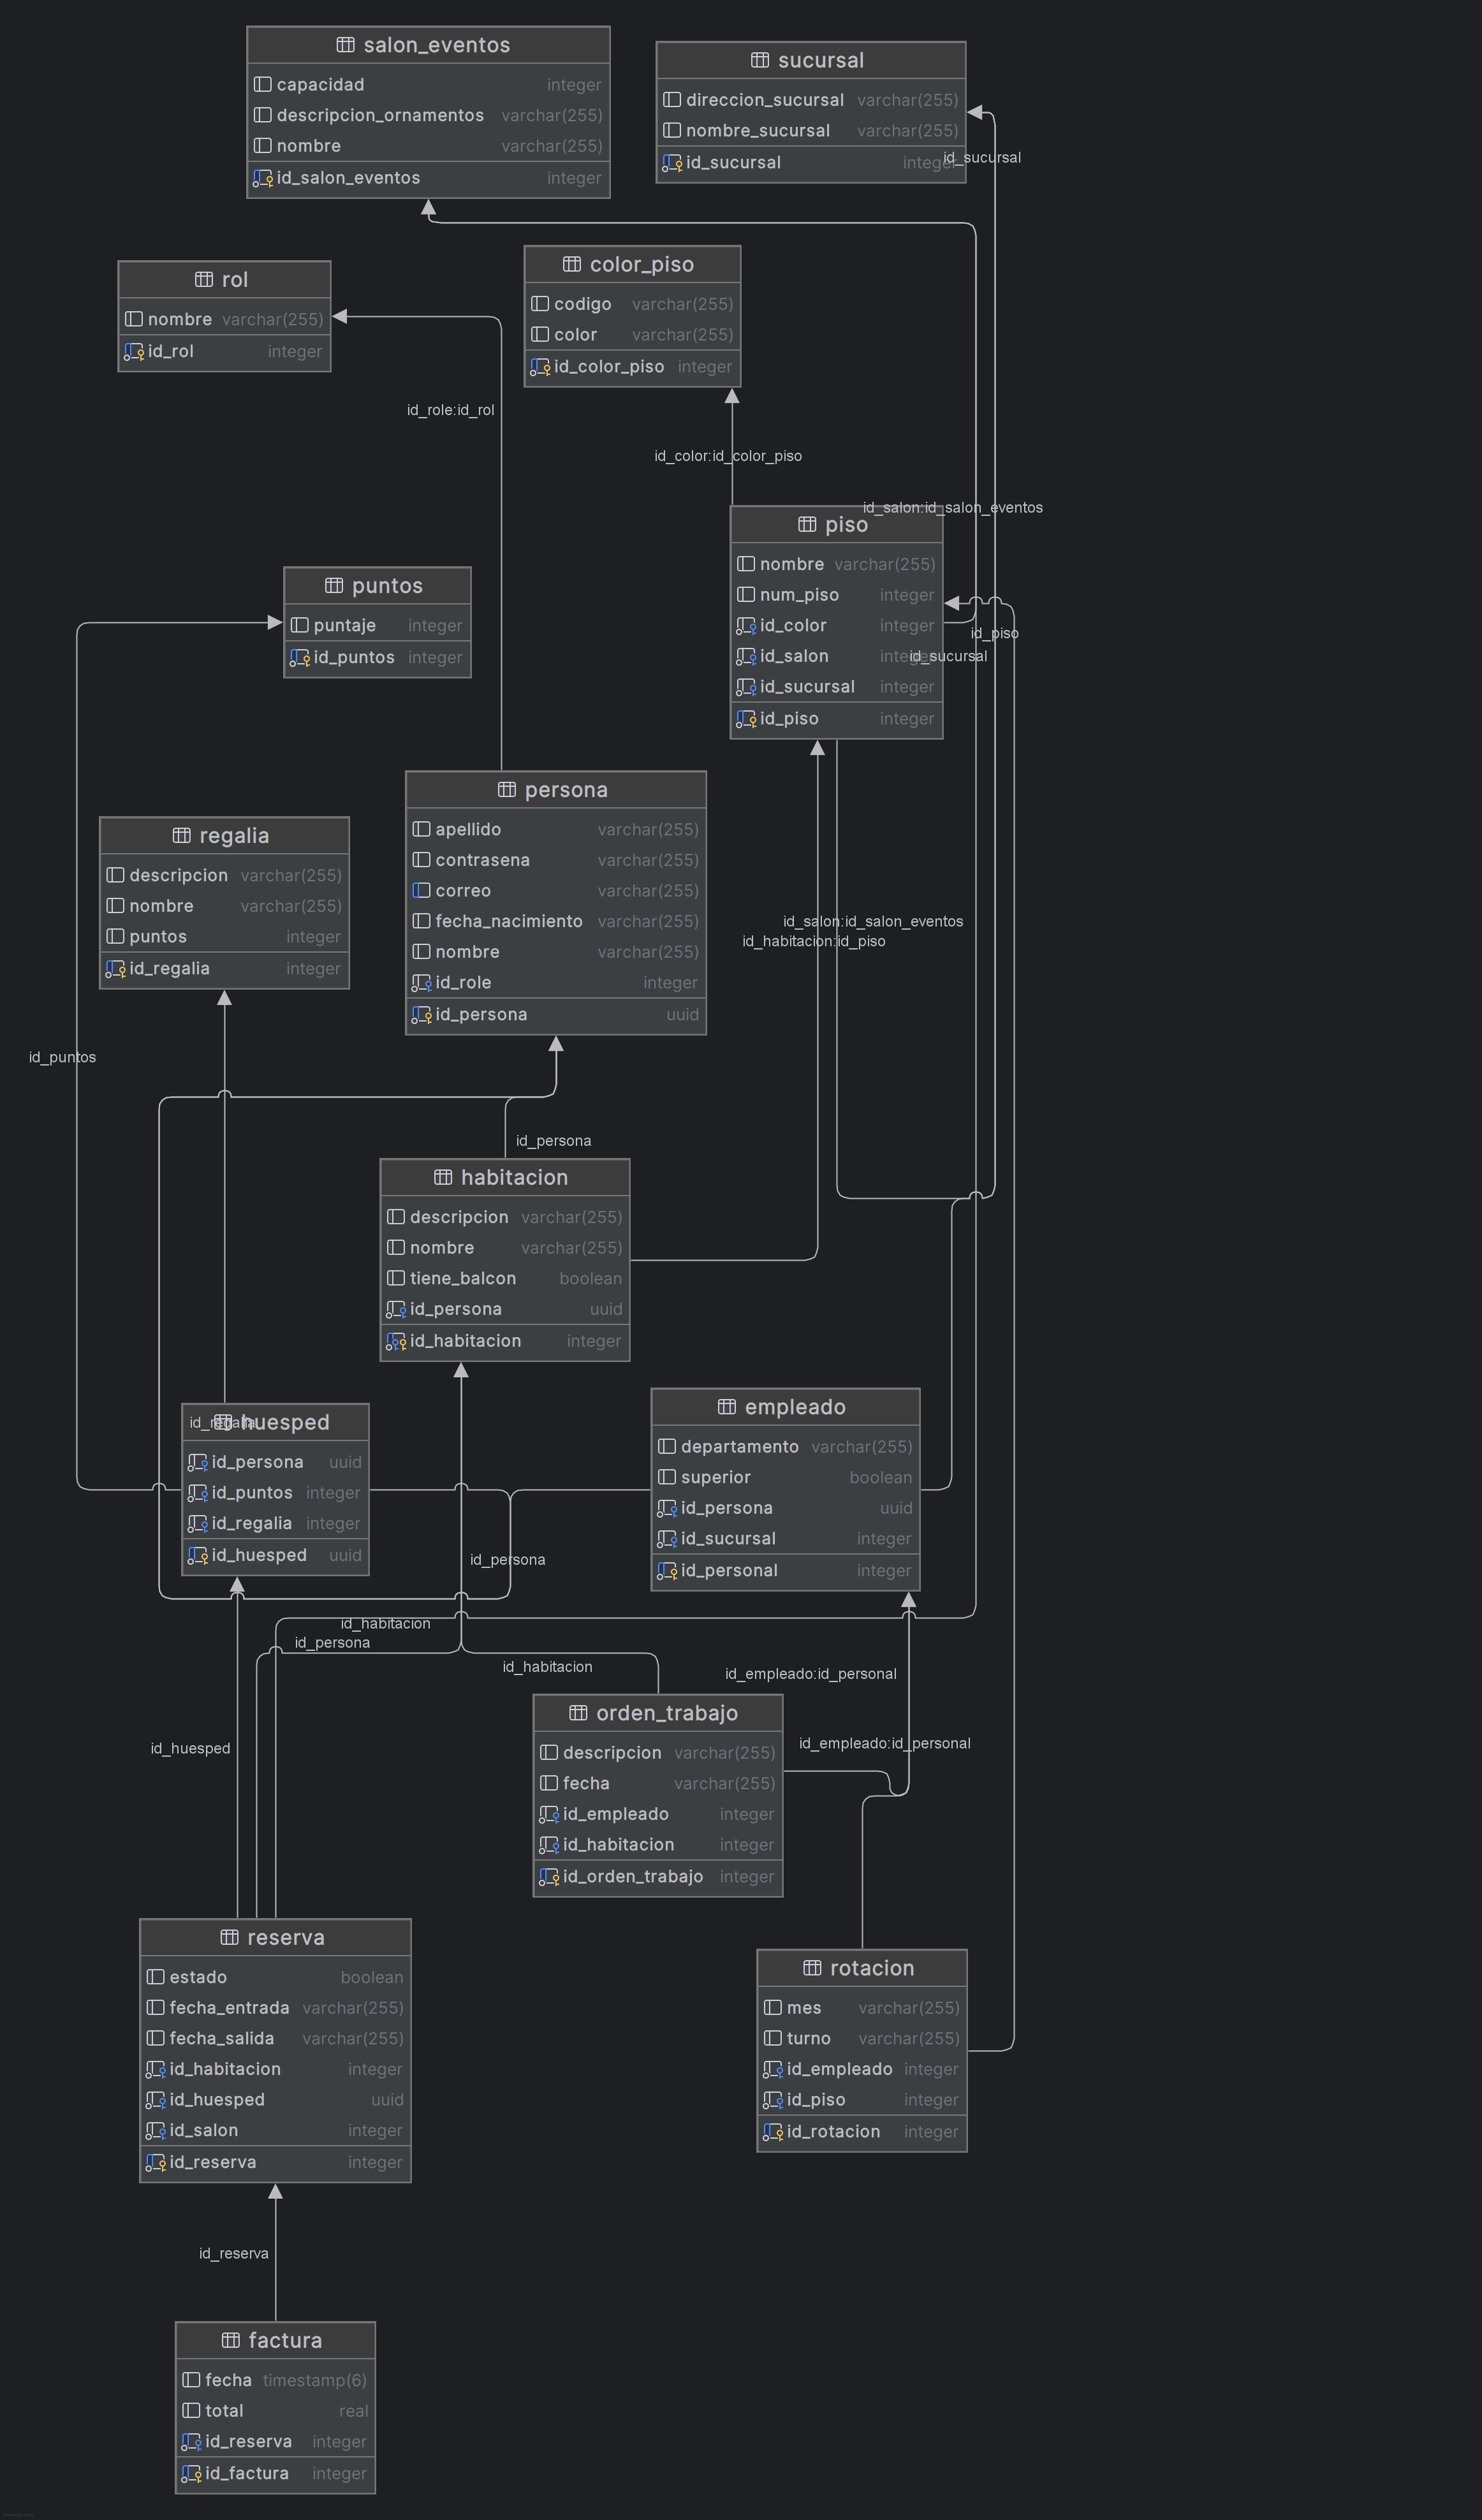 salon_eventos
capacidad integer
descripcion_ornamentos varchar(255)
nombre varchar(255)
id_salon_eventos integer
sucursal
direccion_sucursal varchar(255)
nombre_sucursal varchar(255)
id_sucursal integer
id_sucursal
rol
nombre varchar(255)
id_rol integer
color_piso
codigo varchar(255)
color varchar(255)
id_color_piso integer
id_role:id_rol
id_color:id_color_piso
id_salon:id_salon_eventos
piso
nombre varchar(255)
num_piso integer
id_color integer
id_salon integer
id_sucursal integer
id_piso integer
id_piso
id_sucursal
puntos
puntaje integer
id_puntos integer
persona
apellido varchar(255)
contrasena varchar(255)
correo varchar(255)
fecha_nacimiento varchar(255)
nombre varchar(255)
id_role integer
id_persona uuid
regalia
descripcion varchar(255)
nombre varchar(255)
puntos integer
id_regalia integer
id_salon:id_salon_eventos
id_habitacion:id_piso
id_puntos
id_persona
habitacion
descripcion varchar(255)
nombre varchar(255)
tiene_balcon boolean
id_persona uuid
id_habitacion integer
huesped
id_regalia
id_persona uuid
id_puntos integer
id_regalia integer
id_huesped uuid
empleado
departamento varchar(255)
superior boolean
id_persona uuid
id_sucursal integer
id_personal integer
id_persona
id_habitacion
id_persona
id_habitacion
id_empleado:id_personal
id_huesped
id_empleado:id_personal
orden_trabajo
descripcion varchar(255)
fecha varchar(255)
id_empleado integer
id_habitacion integer
id_orden_trabajo integer
reserva
estado boolean
fecha_entrada varchar(255)
fecha_salida varchar(255)
id_habitacion integer
id_huesped uuid
id_salon integer
id_reserva integer
rotacion
mes varchar(255)
turno varchar(255)
id_empleado integer
id_piso integer
id_rotacion integer
id_reserva
factura
fecha timestamp(6)
total real
id_reserva integer
id_factura integer